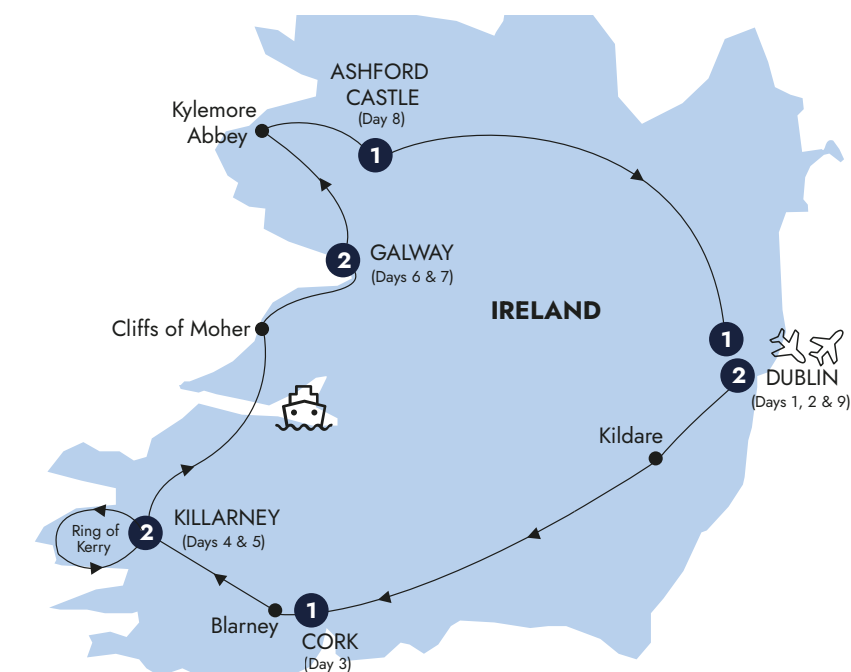 ASHFORD
CASTLE
(Day 8)
1
Kylemore
Abbey
2
GALWAY
(Days 6 & 7)
IRELAND
Cliffs of Moher
1
2
DUBLIN
(Days 1, 2 & 9)
Kildare
Ring of
Kerry
2
KILLARNEY
(Days 4 & 5)
Blarney
1
CORK
(Day 3)